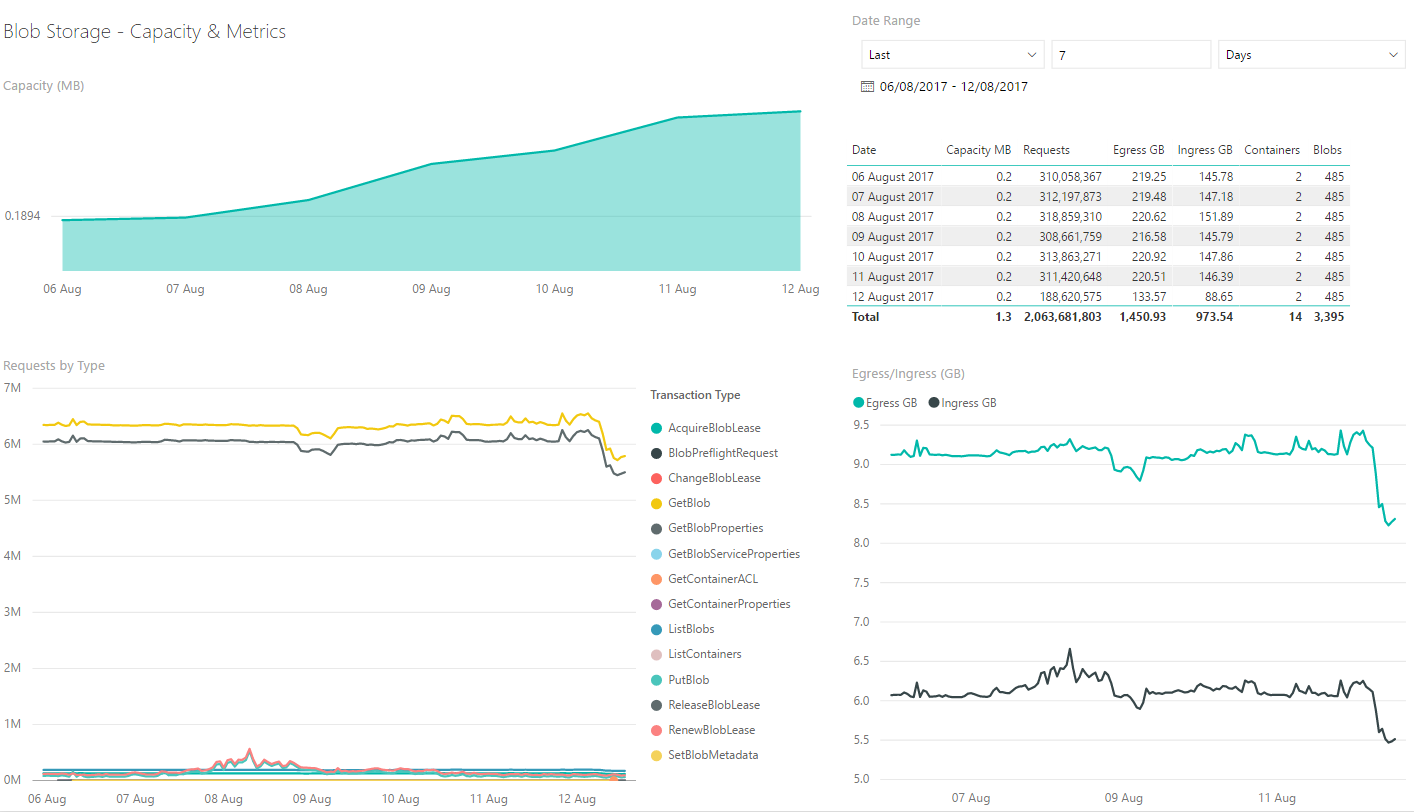 Blob Storage - Capacity & Metrics
Date Range
Last 7 Days
06/08/2017 - 12/08/2017
Capacity (MB)
0.1894
06 Aug 07 Aug 08 Aug 09 Aug 10 Aug 11 Aug 12 Aug
Date Capacity MB Requests Egress GB Ingress GB Containers Blobs
06 August 2017 0.2 310,058,367 219.25 145.78 2 485
07 August 2017 0.2 312,197,873 219.48 147.18 2 485
08 August 2017 0.2 318,859,310 220.62 151.89 2 485
09 August 2017 0.2 308,661,759 216.58 145.79 2 485
10 August 2017 0.2 313,863,271 220.92 147.86 2 485
11 August 2017 0.2 311,420,648 220.51 146.39 2 485
12 August 2017 0.2 188,620,575 133.57 88.65 2 485
Total 1.3 2,063,681,803 1,450.93 973.54 14 3,395
Requests by Type
7M
6M
5M
4M
3M
2M
1M
0M
06 Aug 07 Aug 08 Aug 09 Aug 10 Aug 11 Aug 12 Aug
Transaction Type
AcquireBlobLease
BlobPreflightRequest
ChangeBlobLease
GetBlob
GetBlobProperties
GetBlobServiceProperties
GetContainerACL
GetContainerProperties
ListBlobs
ListContainers
PutBlob
ReleaseBlobLease
RenewBlobLease
SetBlobMetadata
Egress/Ingress (GB)
Egress GB Ingress GB
9.5
9.0
8.5
8.0
7.5
7.0
6.5
6.0
5.5
5.0
07 Aug 09 Aug 11 Aug